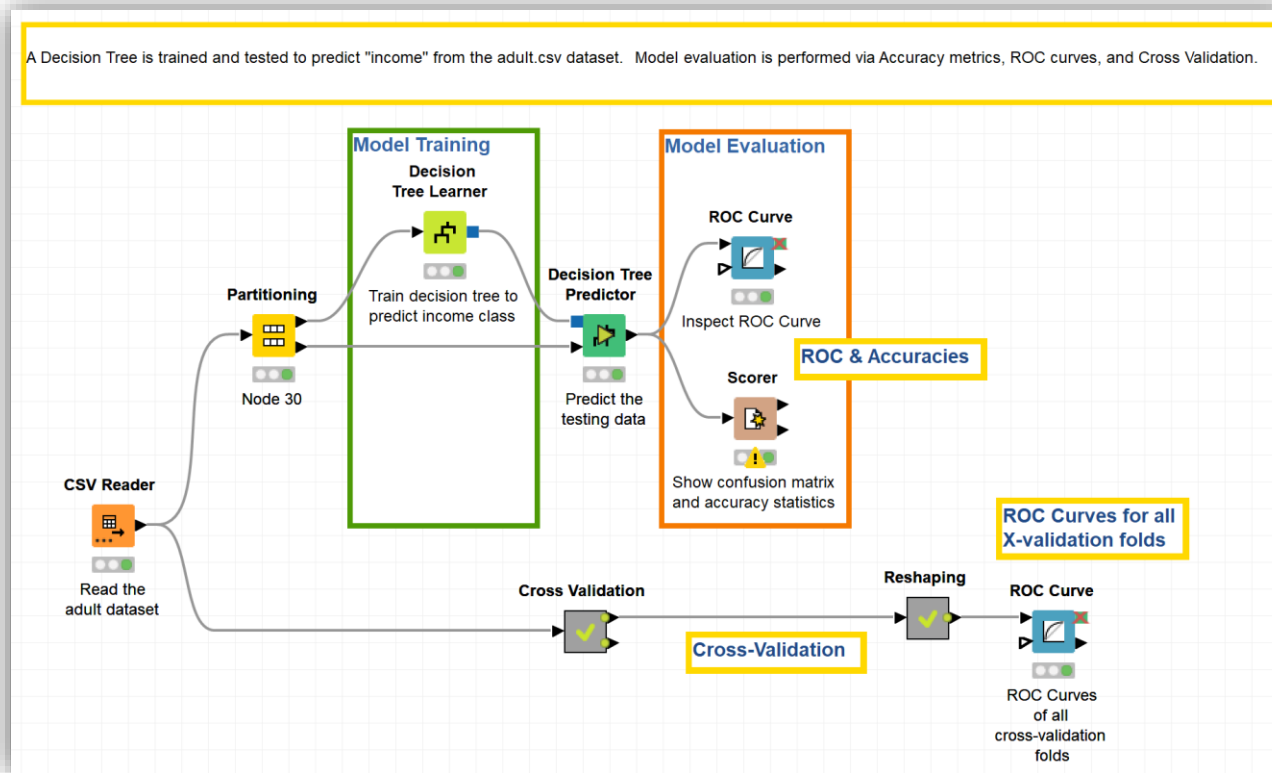 A Decision Tree is trained and tested to predict "income" from the adult.csv dataset.  Model evaluation is performed via Accuracy metrics, ROC curves, and Cross Validation.
Model Training
Decision
Tree Learner
Train decision tree to
predict income class
Model Evaluation
ROC Curve
Inspect ROC Curve
Partitioning
Node 30
Decision Tree
Predictor
Predict the
testing data
ROC & Accuracies
Scorer
Show confusion matrix
and accuracy statistics
CSV Reader
Read the
adult dataset
ROC Curves for all
X-validation folds
Cross Validation
Cross-Validation
Reshaping
ROC Curve
ROC Curves
of all
cross-validation
folds